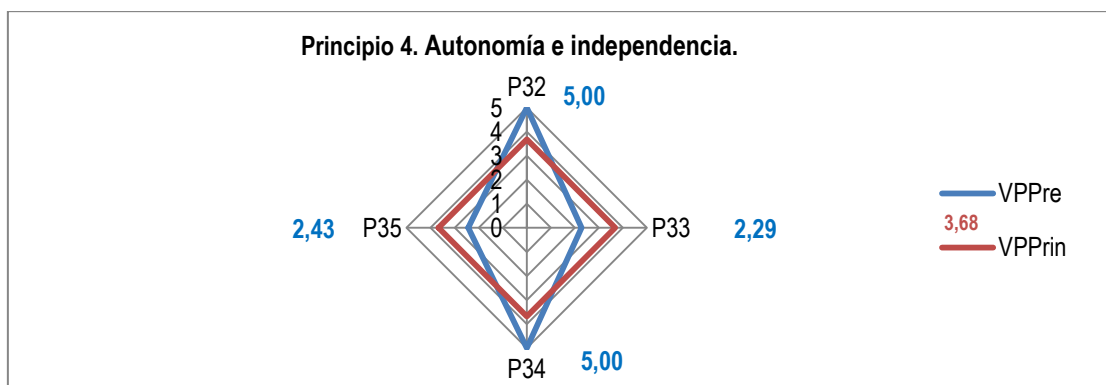 Principio 4. Autonomía e independencia.
P32 5,00
5
4
3
2
1
0
2,43 P35
P33 2,29
P34 5,00
VPPre
3,68
VPPrin